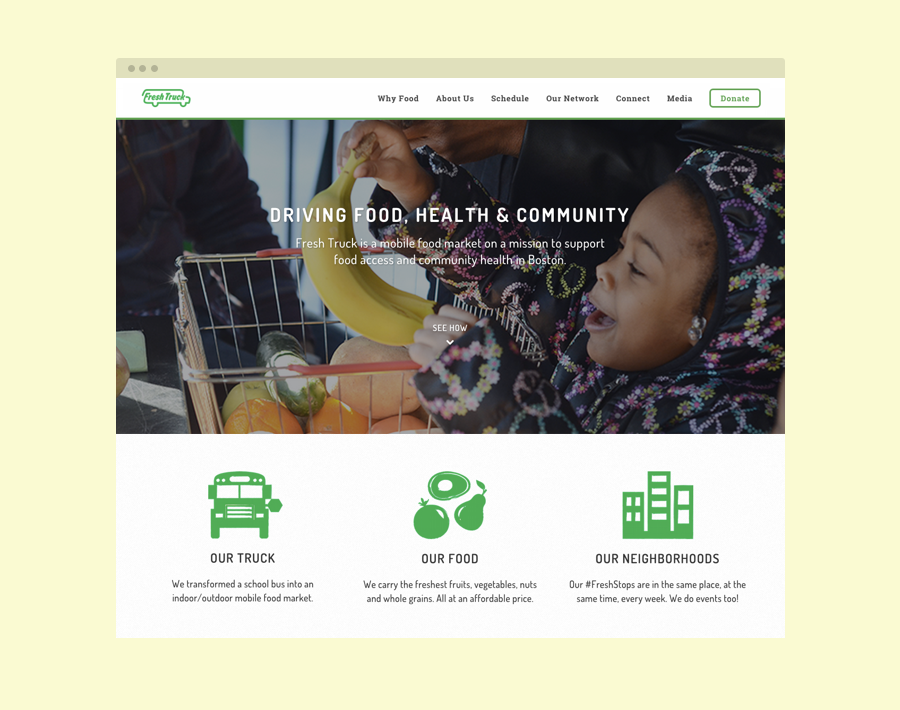 Fresh Truck
Why Food About Us Schedule Our Network Connect Media Donate
DRIVING FOOD, HEALTH & COMMUNITY
Fresh Truck is a mobile food market on a mission to support
food access and community health in Boston.
SEE HOW
OUR TRUCK
We transformed a school bus into an
indoor/outdoor mobile food market.
OUR FOOD
We carry the freshest fruits, vegetables, nuts
and whole grains. All at an affordable price.
OUR NEIGHBORHOODS
Our #FreshStops are in the same place, at the
same time, every week. We do events too!